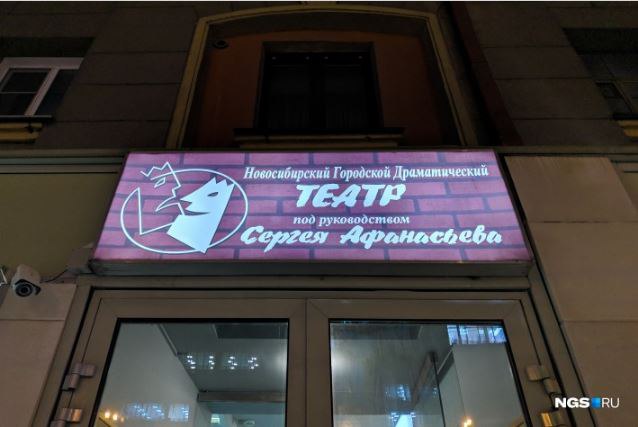 Новосибирский Городской Драматический
ТЕАТР
под руководством
Сергея Афанасьева
NGS RU